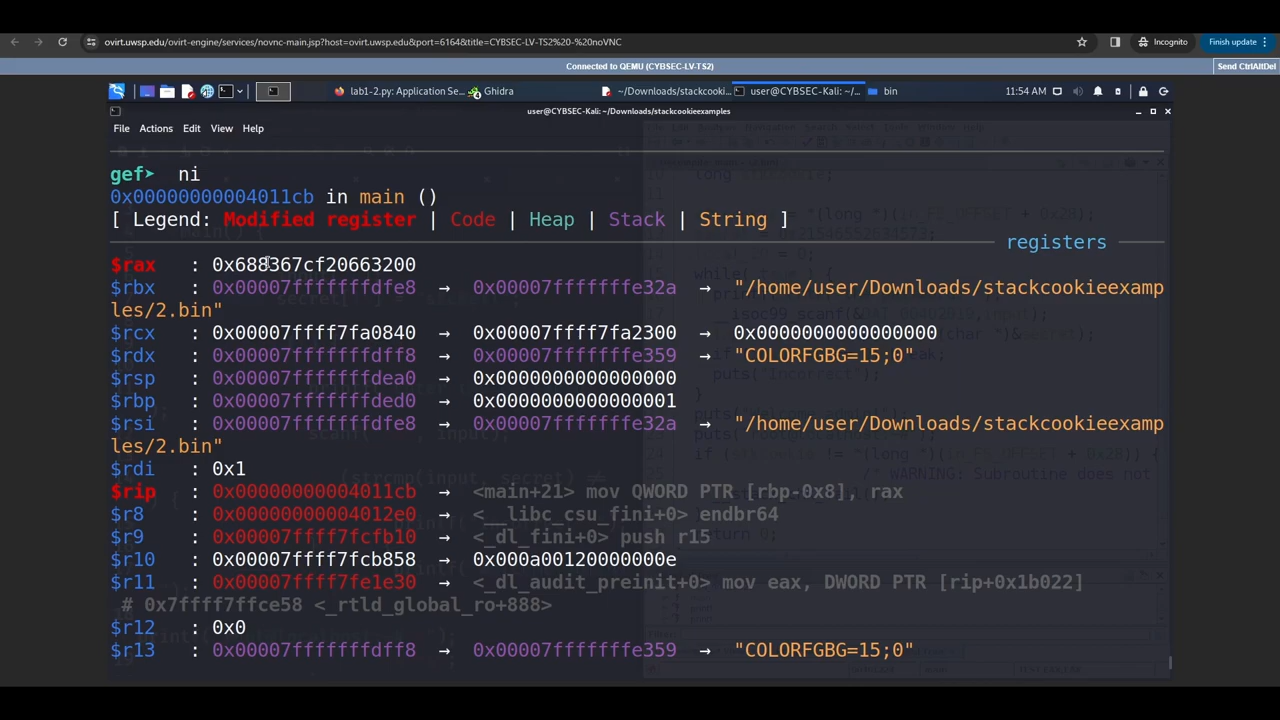 ovirt.uwsp.edu/ovirt-engine/services/novnc-main.jsp?host=ovirt.uwsp.edu&port=6164&title=CYBSEC-LV-TS2%20-%20noVNC
Incognito
Finish update
Connected to QEMU (CYBSEC-LV-TS2)
Send CtrlAltDel
lab1-2.py: Application Se...
Ghidra
~/Downloads/stackcooki...
user@CYBSEC-Kali: ~/...
bin
11:54 AM
user@CYBSEC-Kali: ~/Downloads/stackcookieexamples
File Actions Edit View Help
gef➤ ni
0x00000000004011cb in main ()
[ Legend: Modified register | Code | Heap | Stack | String ]
registers
$rax : 0x688367cf20663200
$rbx : 0x00007fffffffdfe8 → 0x00007fffffffe32a → "/home/user/Downloads/stackcookieexamp
les/2.bin"
$rcx : 0x00007ffff7fa0840 → 0x00007ffff7fa2300 → 0x0000000000000000
$rdx : 0x00007fffffffdff8 → 0x00007fffffffe359 → "COLORFGBG=15;0"
$rsp : 0x00007fffffffdea0 → 0x0000000000000000
$rbp : 0x00007fffffffded0 → 0x0000000000000001
$rsi : 0x00007fffffffdfe8 → 0x00007fffffffe32a → "/home/user/Downloads/stackcookieexamp
les/2.bin"
$rdi : 0x1
$rip : 0x00000000004011cb → <main+21> mov QWORD PTR [rbp-0x8], rax
$r8 : 0x00000000004012e0 → <__libc_csu_fini+0> endbr64
$r9 : 0x00007ffff7fcfb10 → <_dl_fini+0> push r15
$r10 : 0x00007ffff7fcb858 → 0x000a00120000000e
$r11 : 0x00007ffff7fe1e30 → <_dl_audit_preinit+0> mov eax, DWORD PTR [rip+0x1b022]
# 0x7ffff7ffce58 <_rtld_global_ro+888>
$r12 : 0x0
$r13 : 0x00007fffffffdff8 → 0x00007fffffffe359 → "COLORFGBG=15;0"